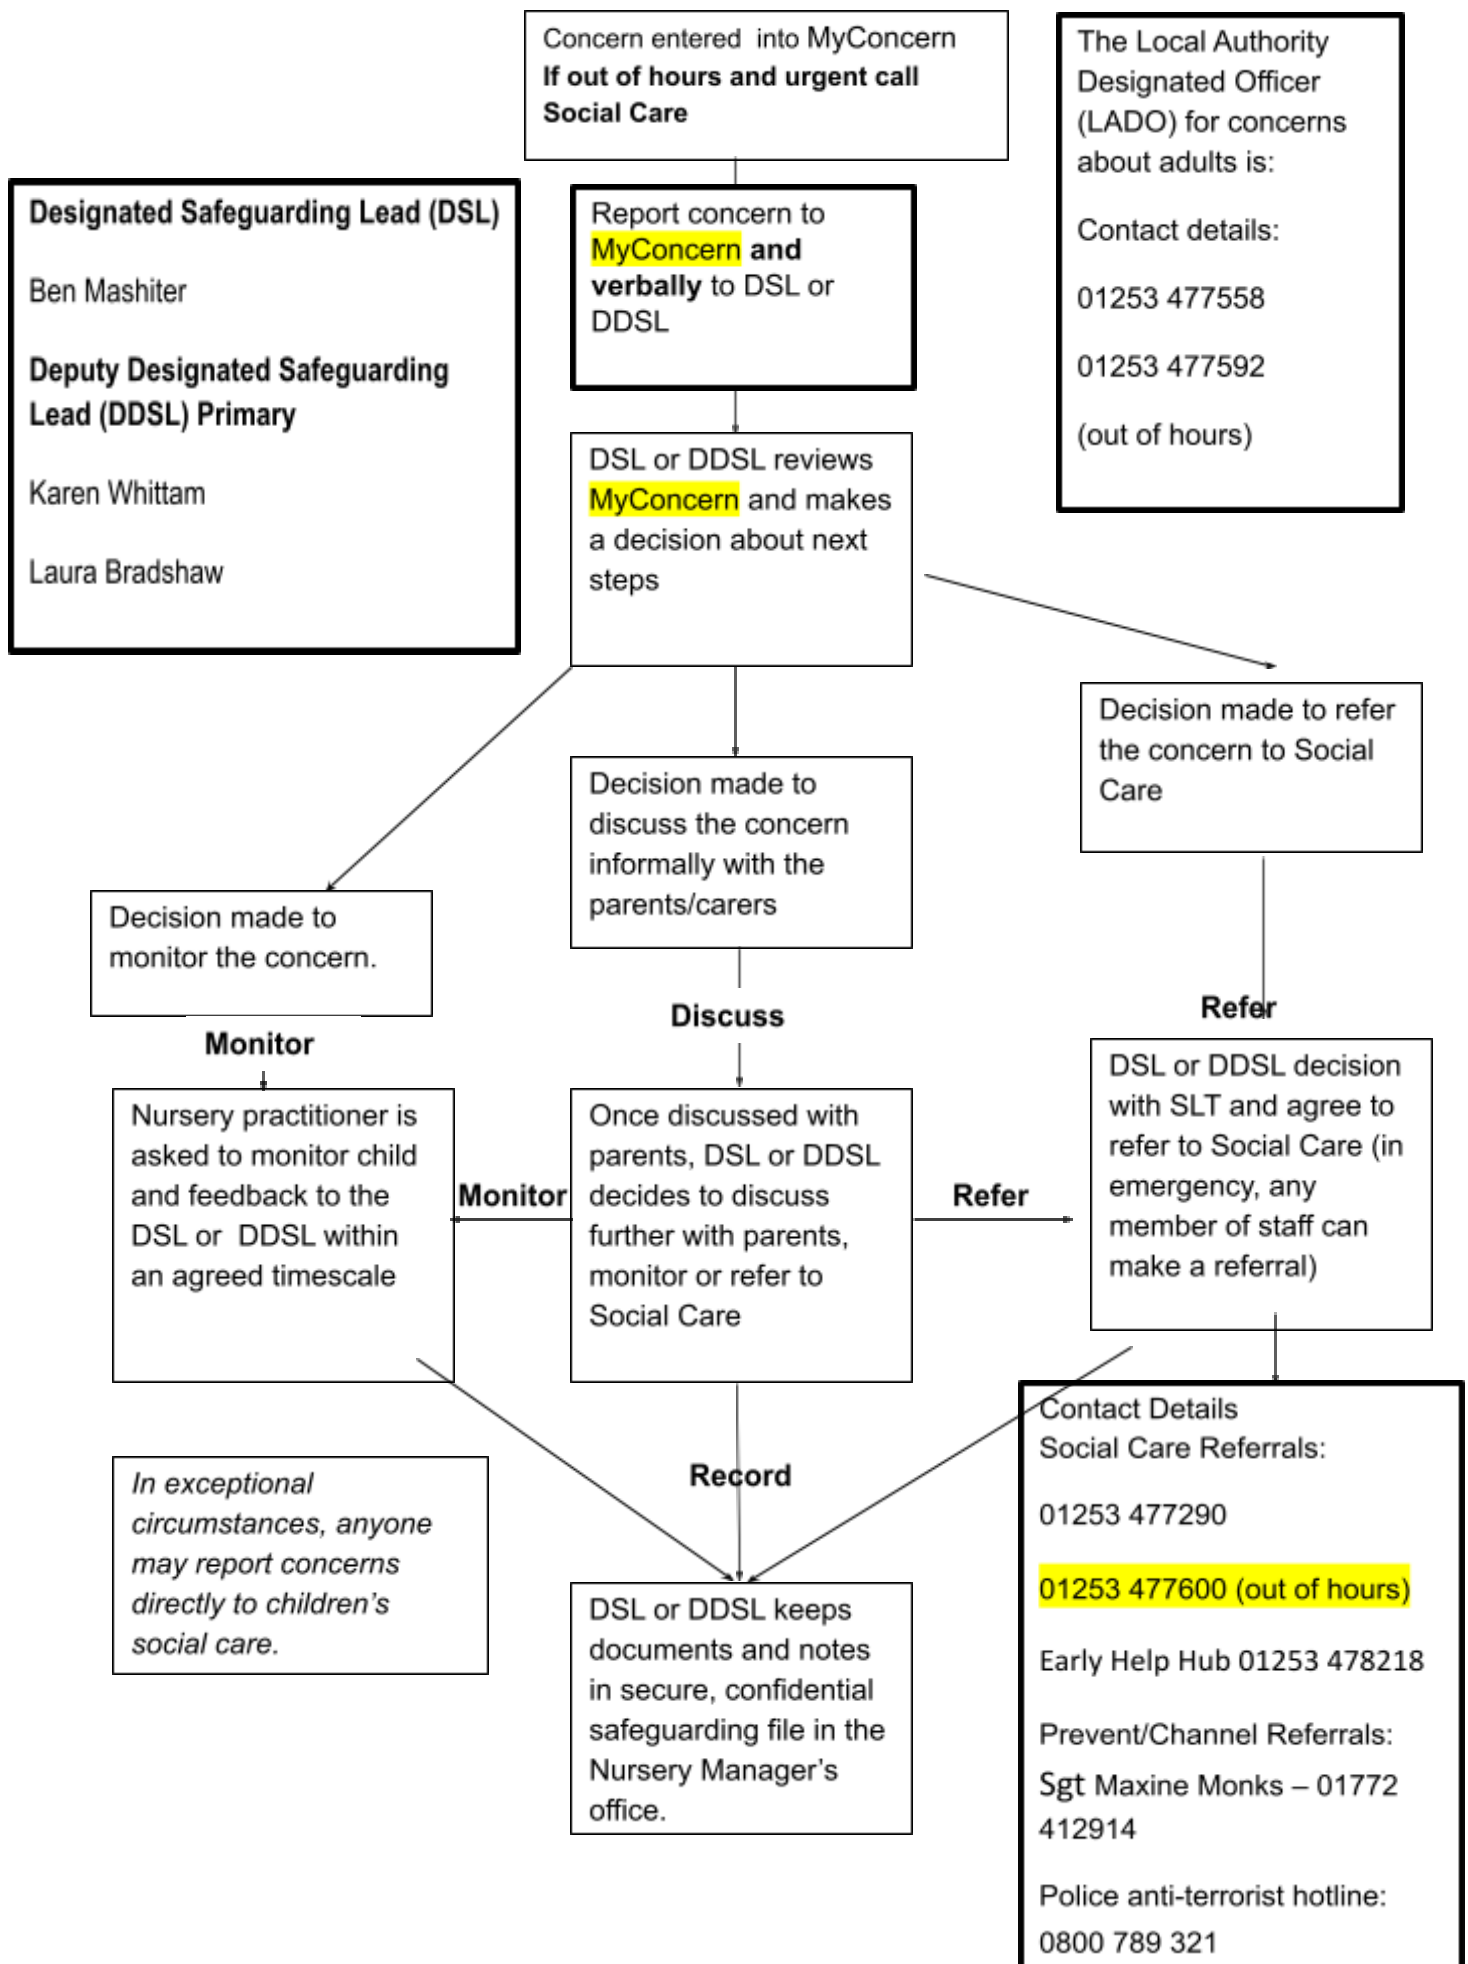 Concern entered  into MyConcern
If out of hours and urgent call
Social Care
The Local Authority
Designated Officer
(LADO) for concerns
about adults is:
Contact details:
01253 477558
01253 477592
(out of hours)
Designated Safeguarding Lead (DSL)
Ben Mashiter
Deputy Designated Safeguarding
Lead (DDSL) Primary
Karen Whittam
Laura Bradshaw
Report concern to
MyConcern and
verbally to DSL or
DDSL
DSL or DDSL reviews
MyConcern and makes
a decision about next
steps
Decision made to refer
the concern to Social
Care
Decision made to
discuss the concern
informally with the
parents/carers
Decision made to
monitor the concern.
Monitor
Discuss
Refer
Nursery practitioner is
asked to monitor child
and feedback to the
DSL or  DDSL within
an agreed timescale
Monitor
Once discussed with
parents, DSL or DDSL
decides to discuss
further with parents,
monitor or refer to
Social Care
Refer
DSL or DDSL decision
with SLT and agree to
refer to Social Care (in
emergency, any
member of staff can
make a referral)
In exceptional
circumstances, anyone
may report concerns
directly to children’s
social care.
Record
DSL or DDSL keeps
documents and notes
in secure, confidential
safeguarding file in the
Nursery Manager’s
office.
Contact Details
Social Care Referrals:
01253 477290
01253 477600 (out of hours)
Early Help Hub 01253 478218
Prevent/Channel Referrals:
Sgt Maxine Monks – 01772
412914
Police anti-terrorist hotline:
0800 789 321